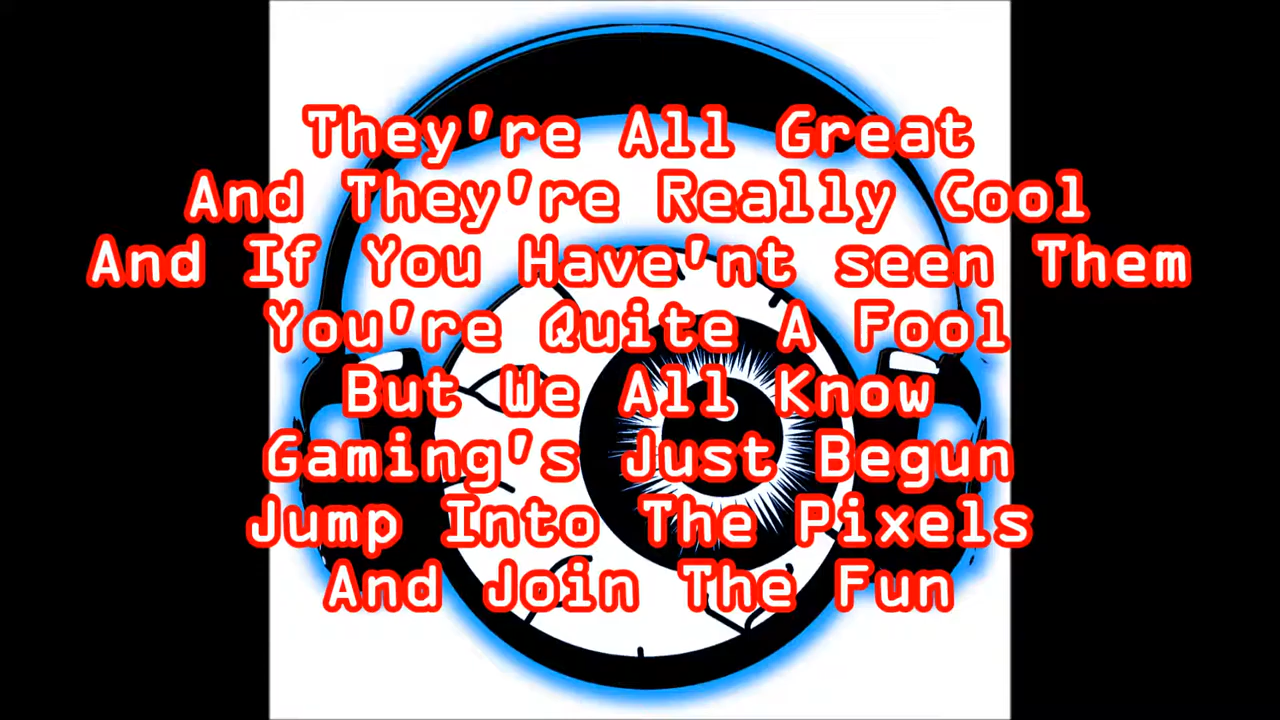 They're All Great
And They're Really Cool
And If You Have'nt seen Them
You're Quite A Fool
But We All Know
Gaming's Just Begun
Jump Into The Pixels
And Join The Fun